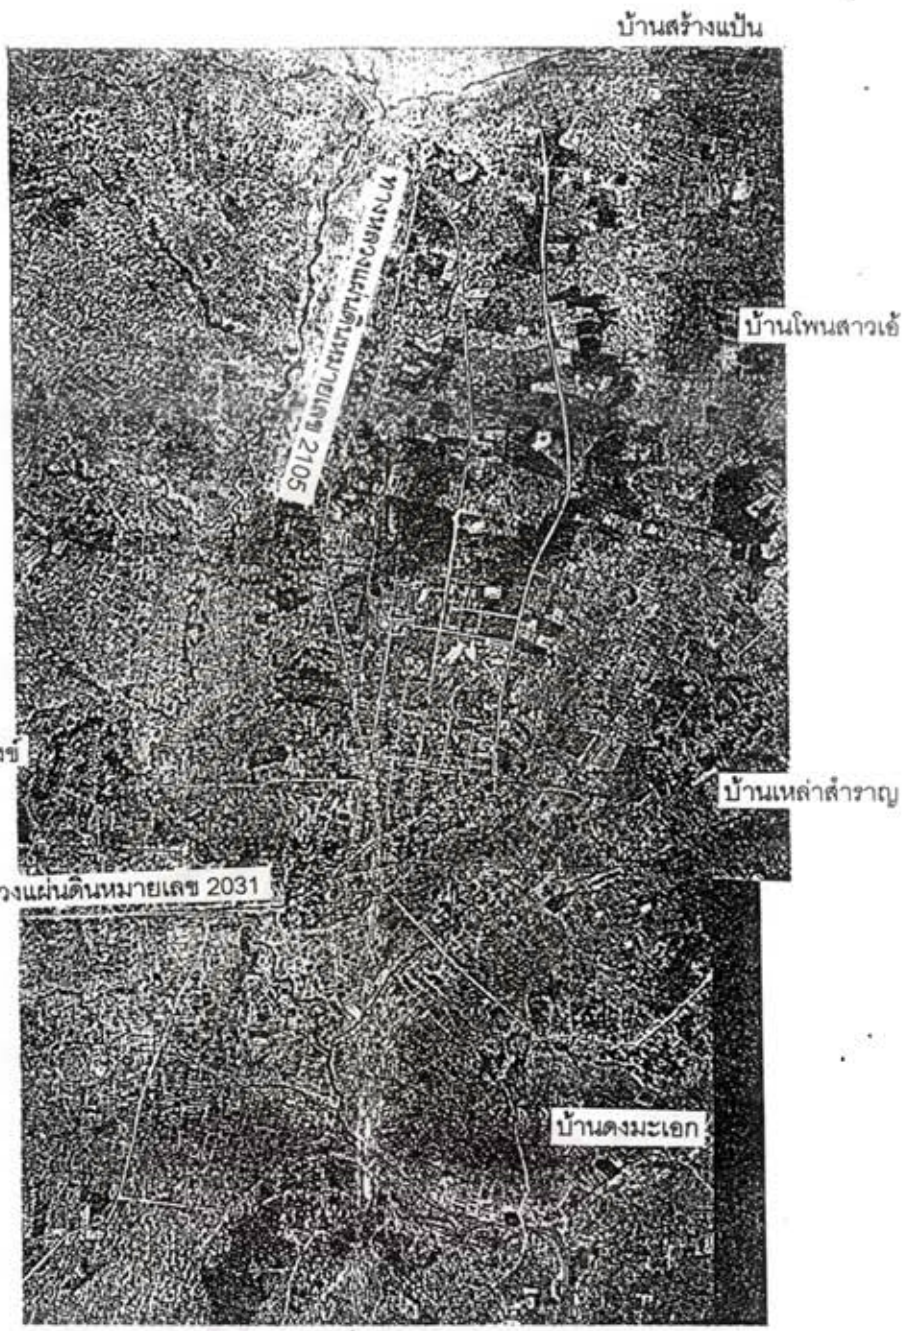 บ้านสร้างแป้น
ทางหลวงแผ่นดินหมายเลข 2105
บ้านโพนสาวเอ้
บ้านเหล่าสำราญ
วงแผ่นดินหมายเลข 2031
บ้านดงมะเอก